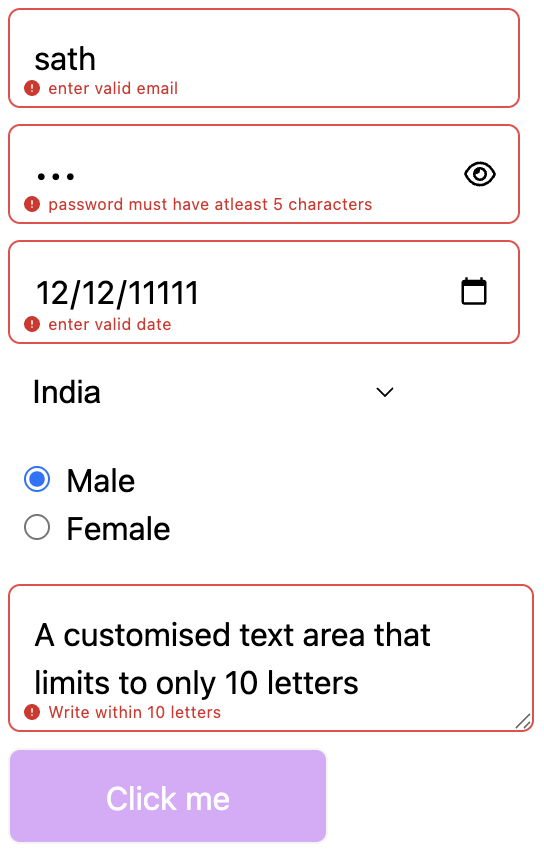 sath
enter valid email
•••
password must have atleast 5 characters
12/12/11111
enter valid date
India
Male
Female
A customised text area that
limits to only 10 letters
Write within 10 letters
Click me